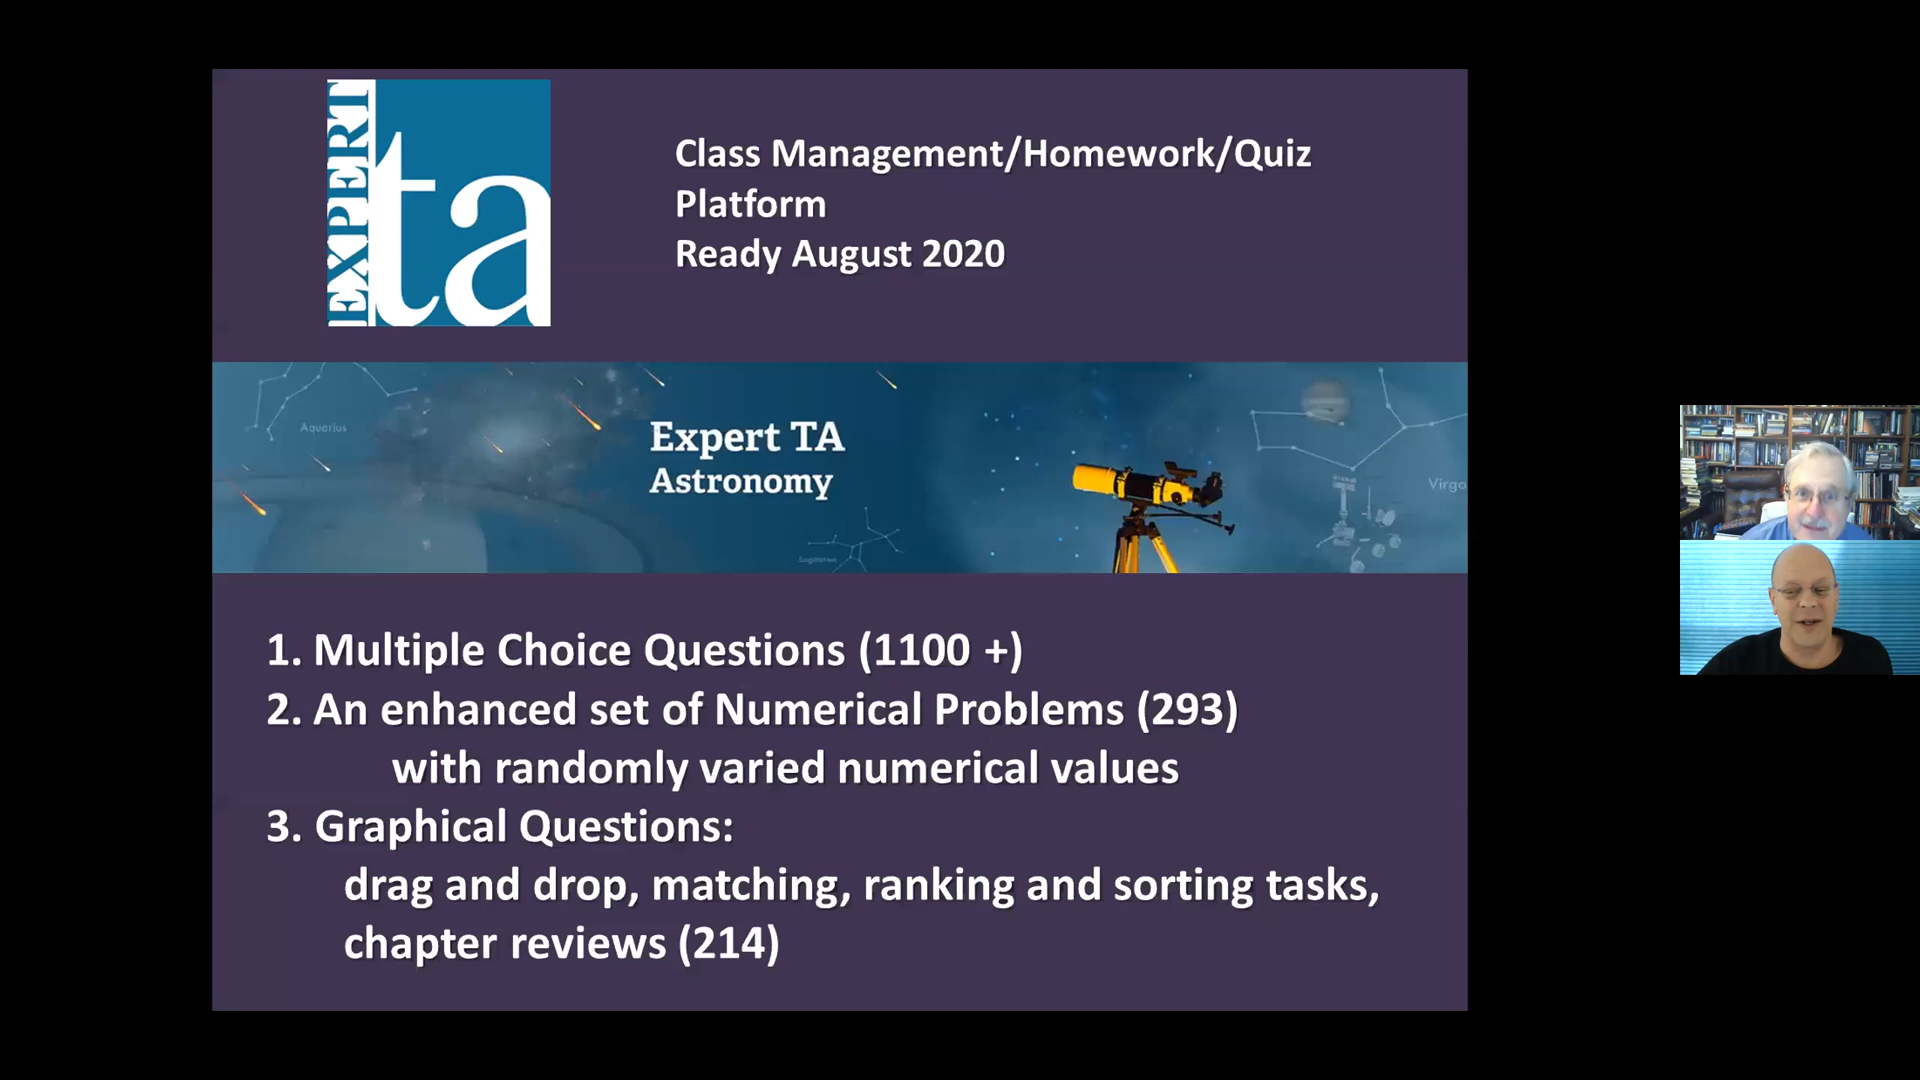 EXPERT
ta
Class Management/Homework/Quiz
Platform
Ready August 2020
Aquarius
Expert TA
Astronomy
Virgo
Sagittarius
1. Multiple Choice Questions (1100 +)
2. An enhanced set of Numerical Problems (293)
with randomly varied numerical values
3. Graphical Questions:
drag and drop, matching, ranking and sorting tasks,
chapter reviews (214)